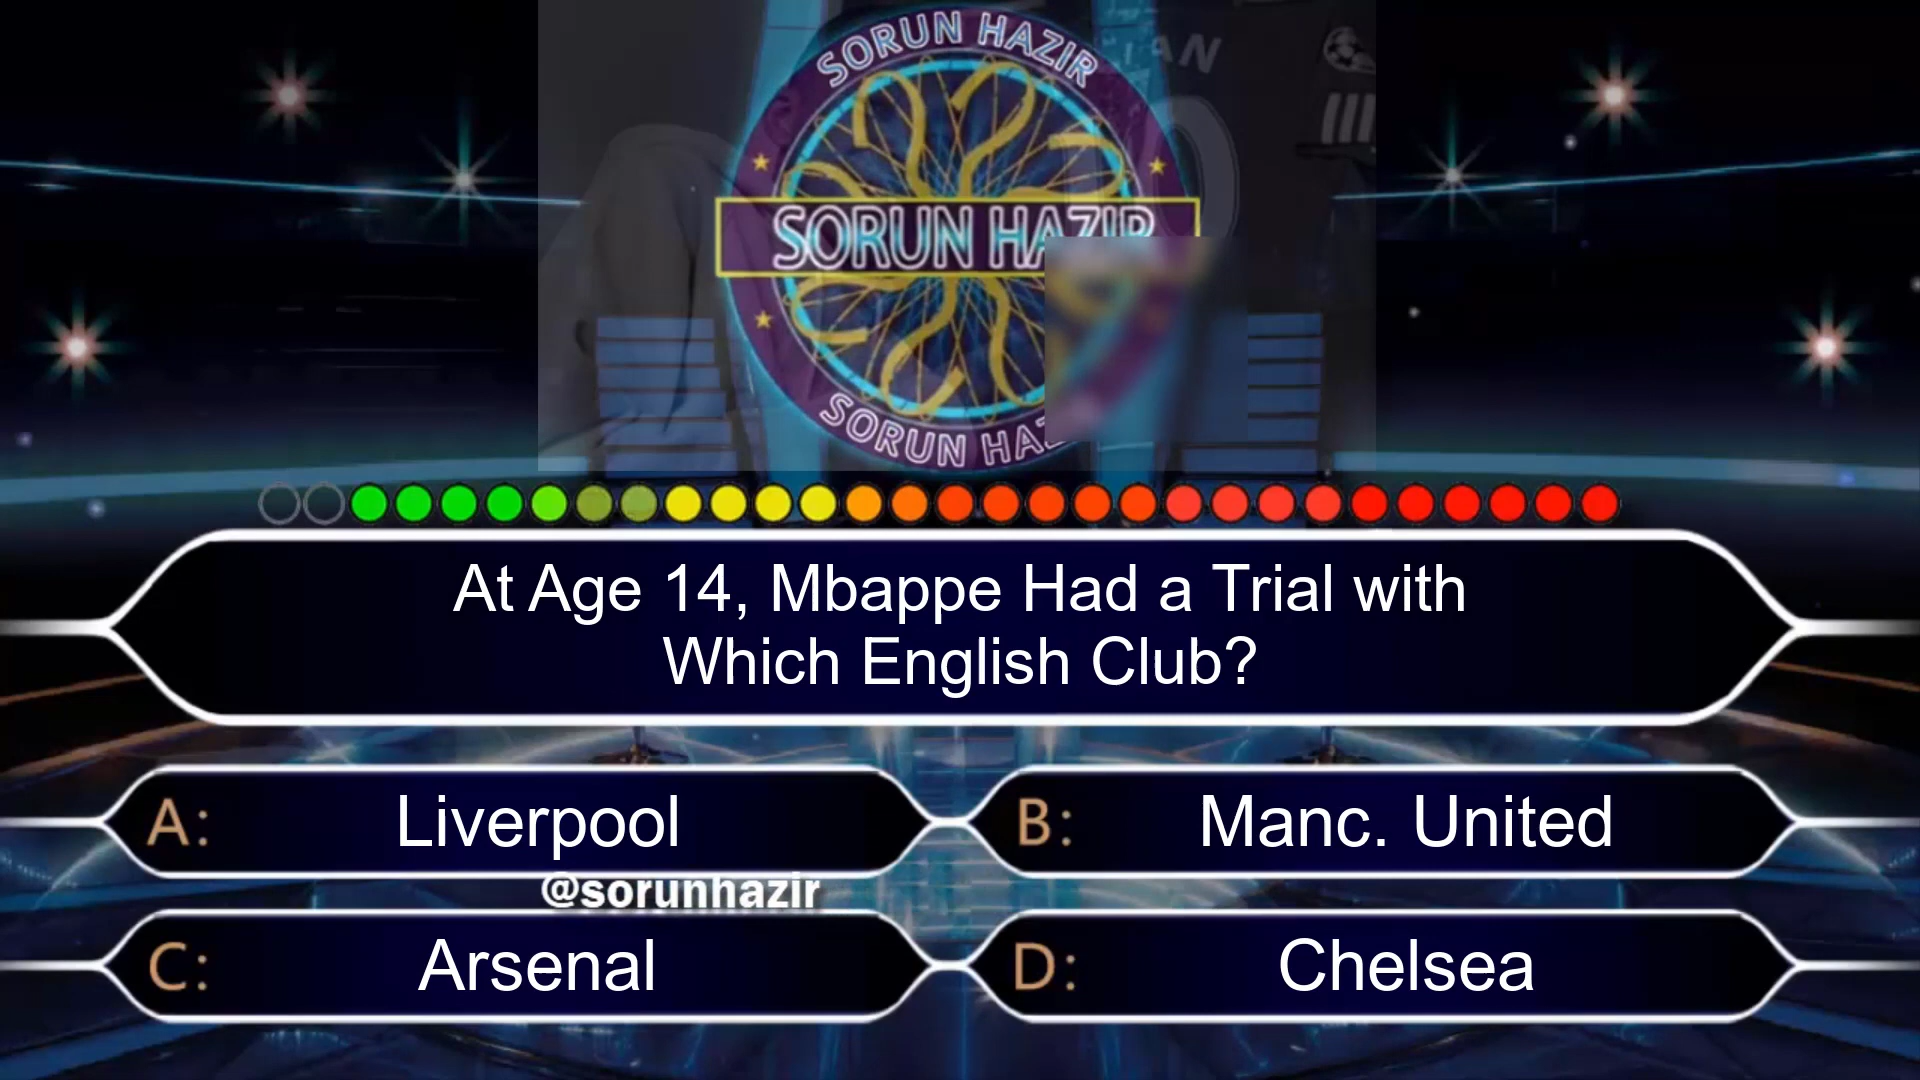 SORUN HAZIR
SORUN HAZIR
SORUN HAZ
At Age 14, Mbappe Had a Trial with
Which English Club?
A: Liverpool
B: Manc. United
@sorunhazir
C: Arsenal
D: Chelsea